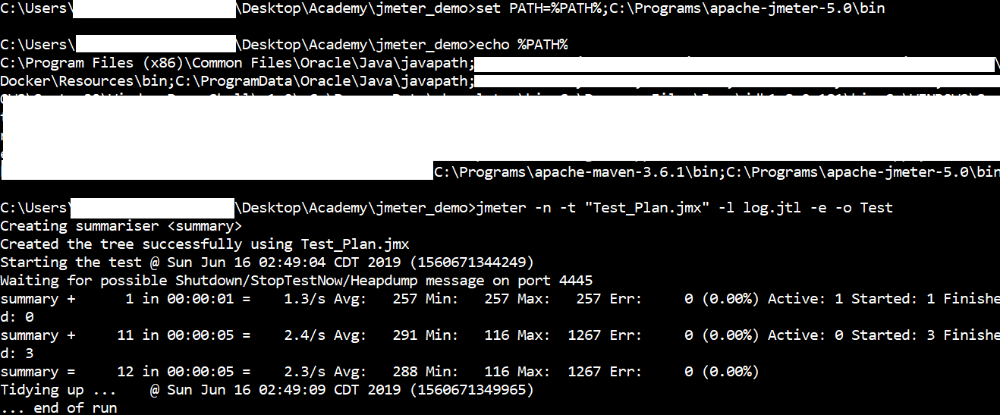 C:\Users\ \Desktop\Academy\jmeter_demo>set PATH=%PATH%;C:\Programs\apache-jmeter-5.0\bin
C:\Users\ \Desktop\Academy\jmeter_demo>echo %PATH%
C:\Program Files (x86)\Common Files\Oracle\Java\javapath; \
Docker\Resources\bin;C:\ProgramData\Oracle\Java\javapath;
C:\Programs\apache-maven-3.6.1\bin;C:\Programs\apache-jmeter-5.0\bin
C:\Users\ \Desktop\Academy\jmeter_demo>jmeter -n -t "Test_Plan.jmx" -l log.jtl -e -o Test
Creating summariser <summary>
Created the tree successfully using Test_Plan.jmx
Starting the test @ Sun Jun 16 02:49:04 CDT 2019 (1560671344249)
Waiting for possible Shutdown/StopTestNow/Heapdump message on port 4445
summary +      1 in 00:00:01 =    1.3/s Avg:   257 Min:   257 Max:   257 Err:     0 (0.00%) Active: 1 Started: 1 Finishe
d: 0
summary +     11 in 00:00:05 =    2.4/s Avg:   291 Min:   116 Max:  1267 Err:     0 (0.00%) Active: 0 Started: 3 Finishe
d: 3
summary =     12 in 00:00:05 =    2.3/s Avg:   288 Min:   116 Max:  1267 Err:     0 (0.00%)
Tidying up ...    @ Sun Jun 16 02:49:09 CDT 2019 (1560671349965)
... end of run